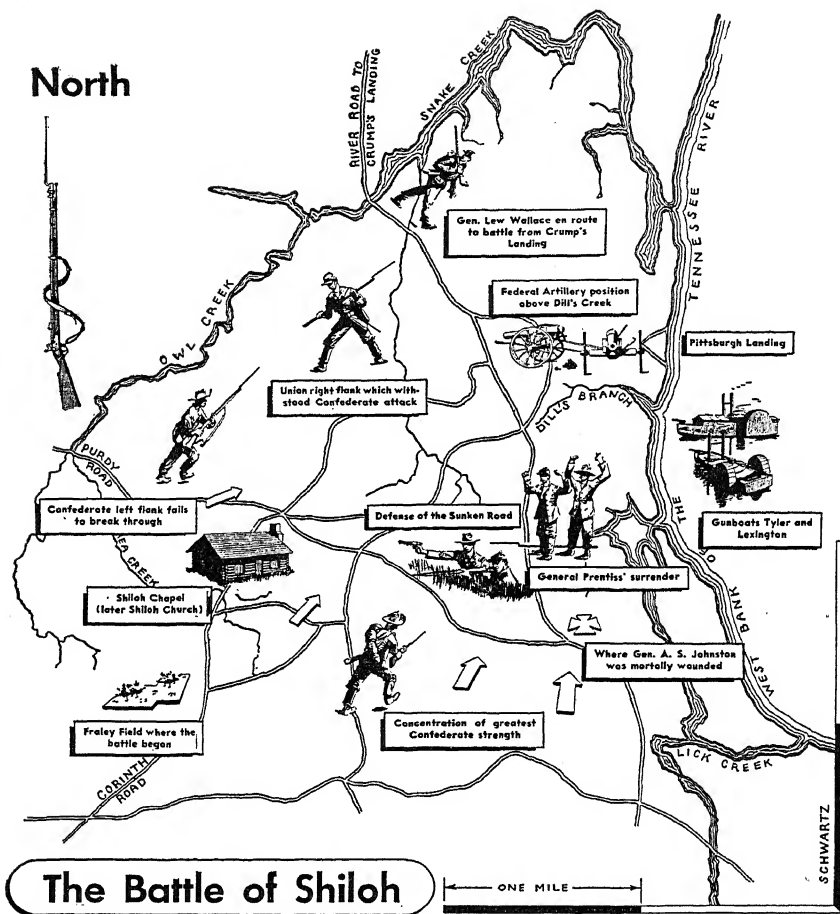 North
RIVER ROAD TO
CRUMP'S LANDING
SNAKE CREEK
TENNESSEE RIVER
Gen. Lew Wallace en route
to battle from Crump's
Landing
Federal Artillery position
above Dill's Creek
Pittsburgh Landing
OWL CREEK
Union right flank which with-
stood Confederate attack
DILL'S BRANCH
PURDY
ROAD
Confederate left flank fails
to break through
Defense of the Sunken Road
Gunboats Tyler and
Lexington
EA CREEK
General Prentiss' surrender
Shiloh Chapel
(later Shiloh Church)
WEST BANK OF THE
Where Gen. A. S. Johnston
was mortally wounded
Fraley Field where the
battle began
Concentration of greatest
Confederate strength
LICK CREEK
CORINTH
ROAD
SCHWARTZ
The Battle of Shiloh
ONE MILE